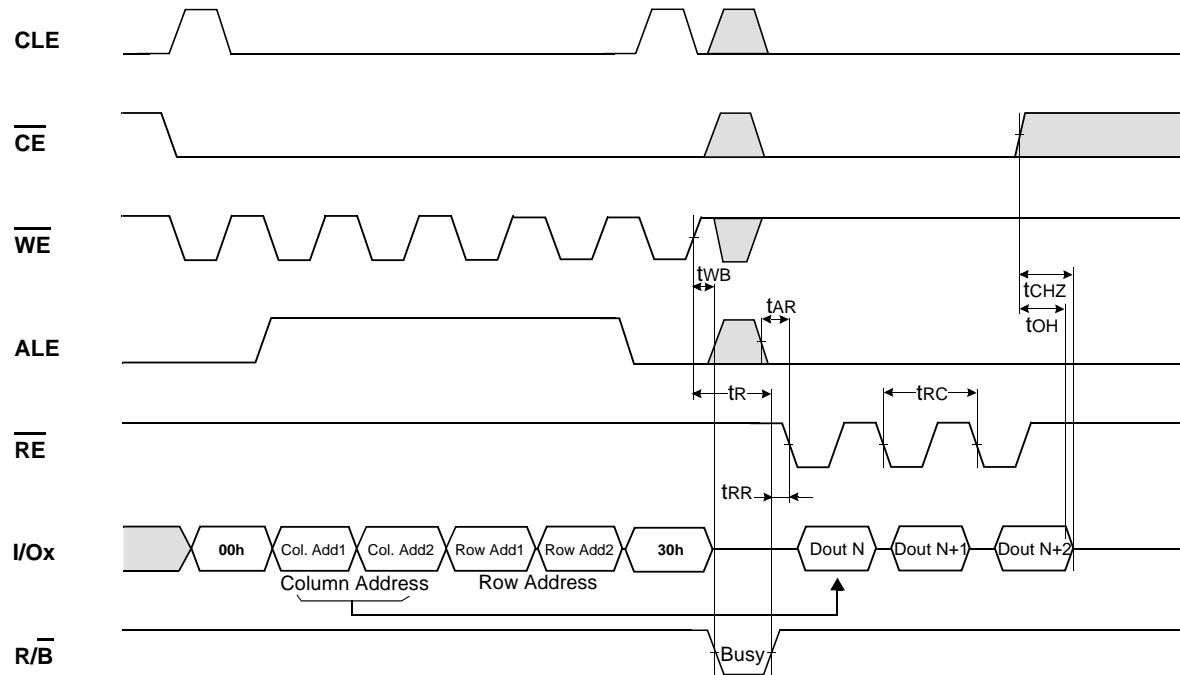 CLE
CE
WE
tWB
tCHZ
tAR
tOH
ALE
tR
tRC
RE
tRR
I/Ox
00h Col. Add1 Col. Add2 Row Add1 Row Add2 30h Dout N Dout N+1 Dout N+2
Column Address Row Address
R/B
Busy